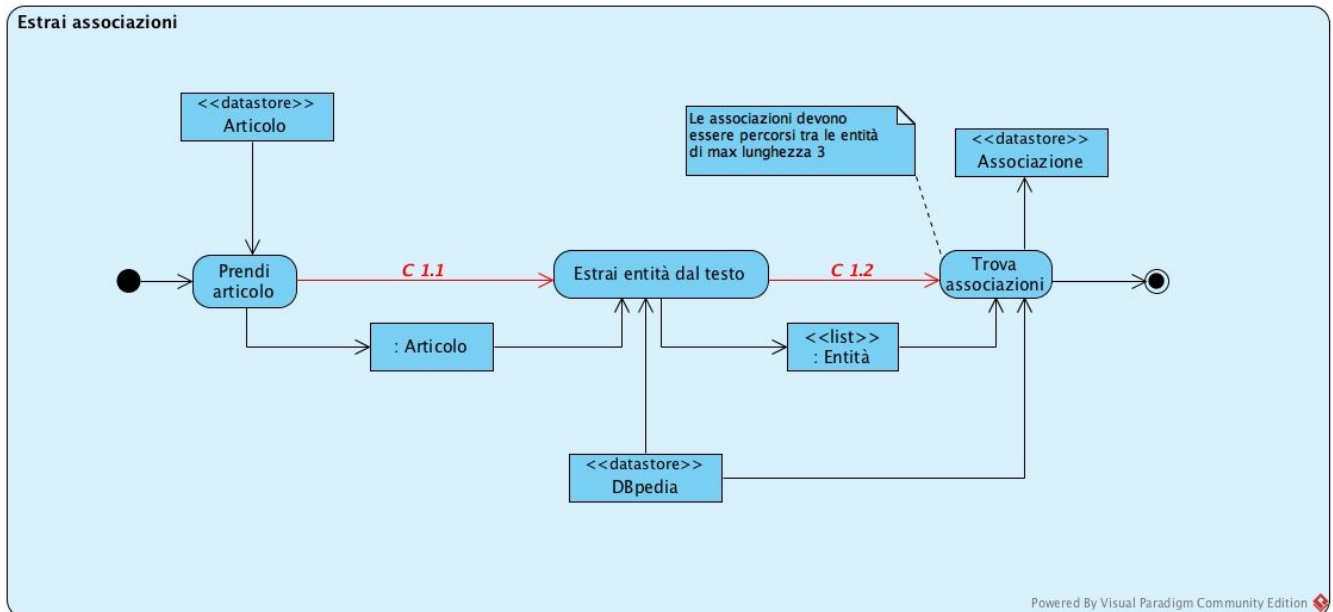 Estrai associazioni
<<datastore>>
Articolo
Le associazioni devono
essere percorsi tra le entità
di max lunghezza 3
<<datastore>>
Associazione
Prendi
articolo
C 1.1
Estrai entità dal testo
C 1.2
Trova
associazioni
: Articolo
<<list>>
: Entità
<<datastore>>
DBpedia
Powered By Visual Paradigm Community Edition